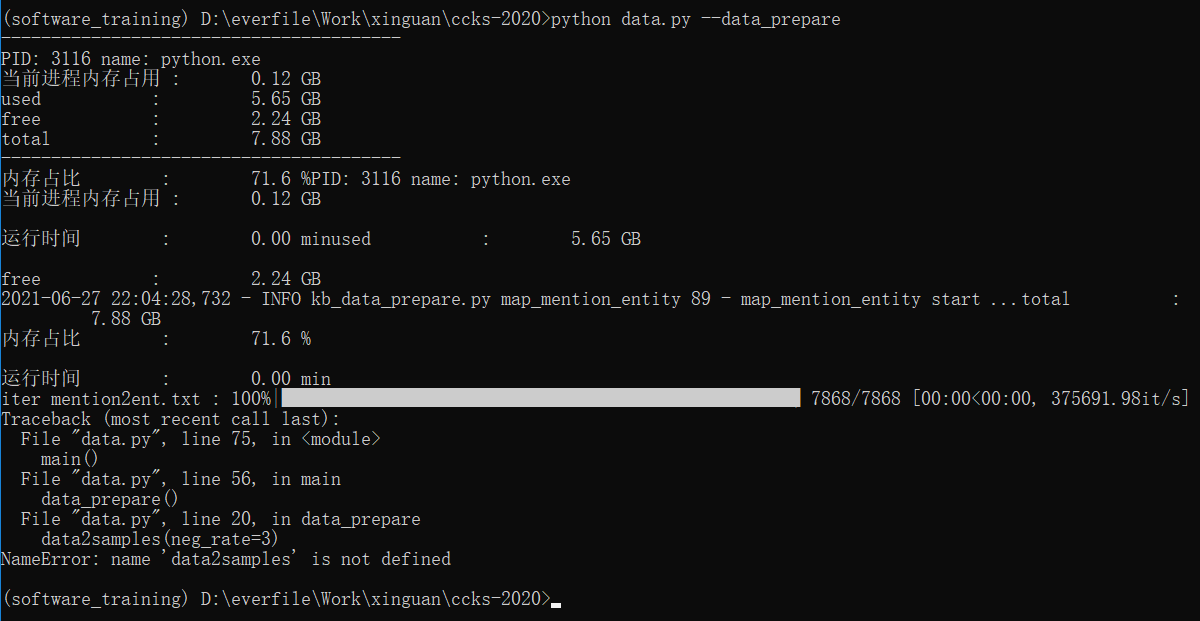 (software_training) D:\everfile\Work\xinguan\ccks-2020>python data.py --data_prepare
----------------------------------------
PID: 3116 name: python.exe
当前进程内存占用 :       0.12 GB
used           :         5.65 GB
free           :         2.24 GB
total          :         7.88 GB
----------------------------------------
内存占比        :        71.6 %PID: 3116 name: python.exe
当前进程内存占用 :       0.12 GB
运行时间        :        0.00 minused           :        5.65 GB
free           :         2.24 GB
2021-06-27 22:04:28,732 - INFO kb_data_prepare.py map_mention_entity 89 - map_mention_entity start ...total          :
         7.88 GB
内存占比        :        71.6 %
运行时间        :        0.00 min
iter mention2ent.txt : 100%| 7868/7868 [00:00<00:00, 375691.98it/s]
Traceback (most recent call last):
  File "data.py", line 75, in <module>
    main()
  File "data.py", line 56, in main
    data_prepare()
  File "data.py", line 20, in data_prepare
    data2samples(neg_rate=3)
NameError: name 'data2samples' is not defined
(software_training) D:\everfile\Work\xinguan\ccks-2020>